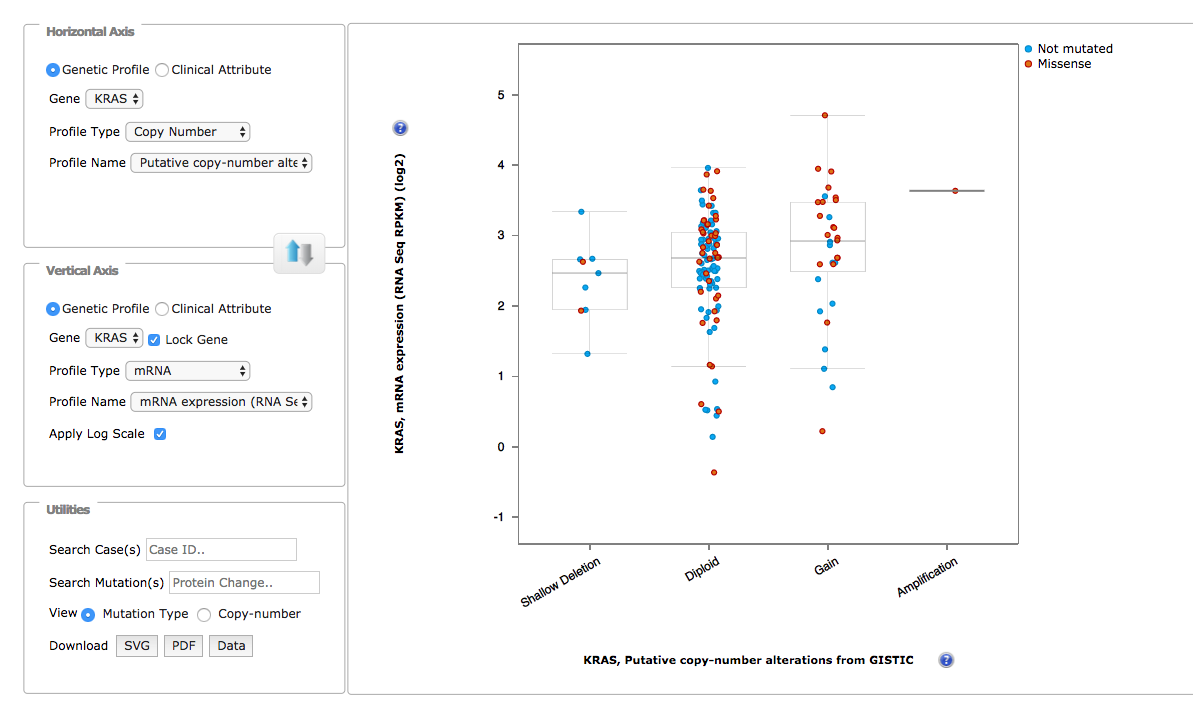 Horizontal Axis
Genetic Profile Clinical Attribute
Gene KRAS
Profile Type Copy Number
Profile Name Putative copy-number alte
Vertical Axis
Genetic Profile Clinical Attribute
Gene KRAS Lock Gene
Profile Type mRNA
Profile Name mRNA expression (RNA Se
Apply Log Scale
Utilities
Search Case(s) Case ID..
Search Mutation(s) Protein Change..
View Mutation Type Copy-number
Download SVG PDF Data
?
KRAS, mRNA expression (RNA Seq RPKM) (log2)
5
4
3
2
1
0
-1
Shallow Deletion
Diploid
Gain
Amplification
KRAS, Putative copy-number alterations from GISTIC ?
Not mutated
Missense